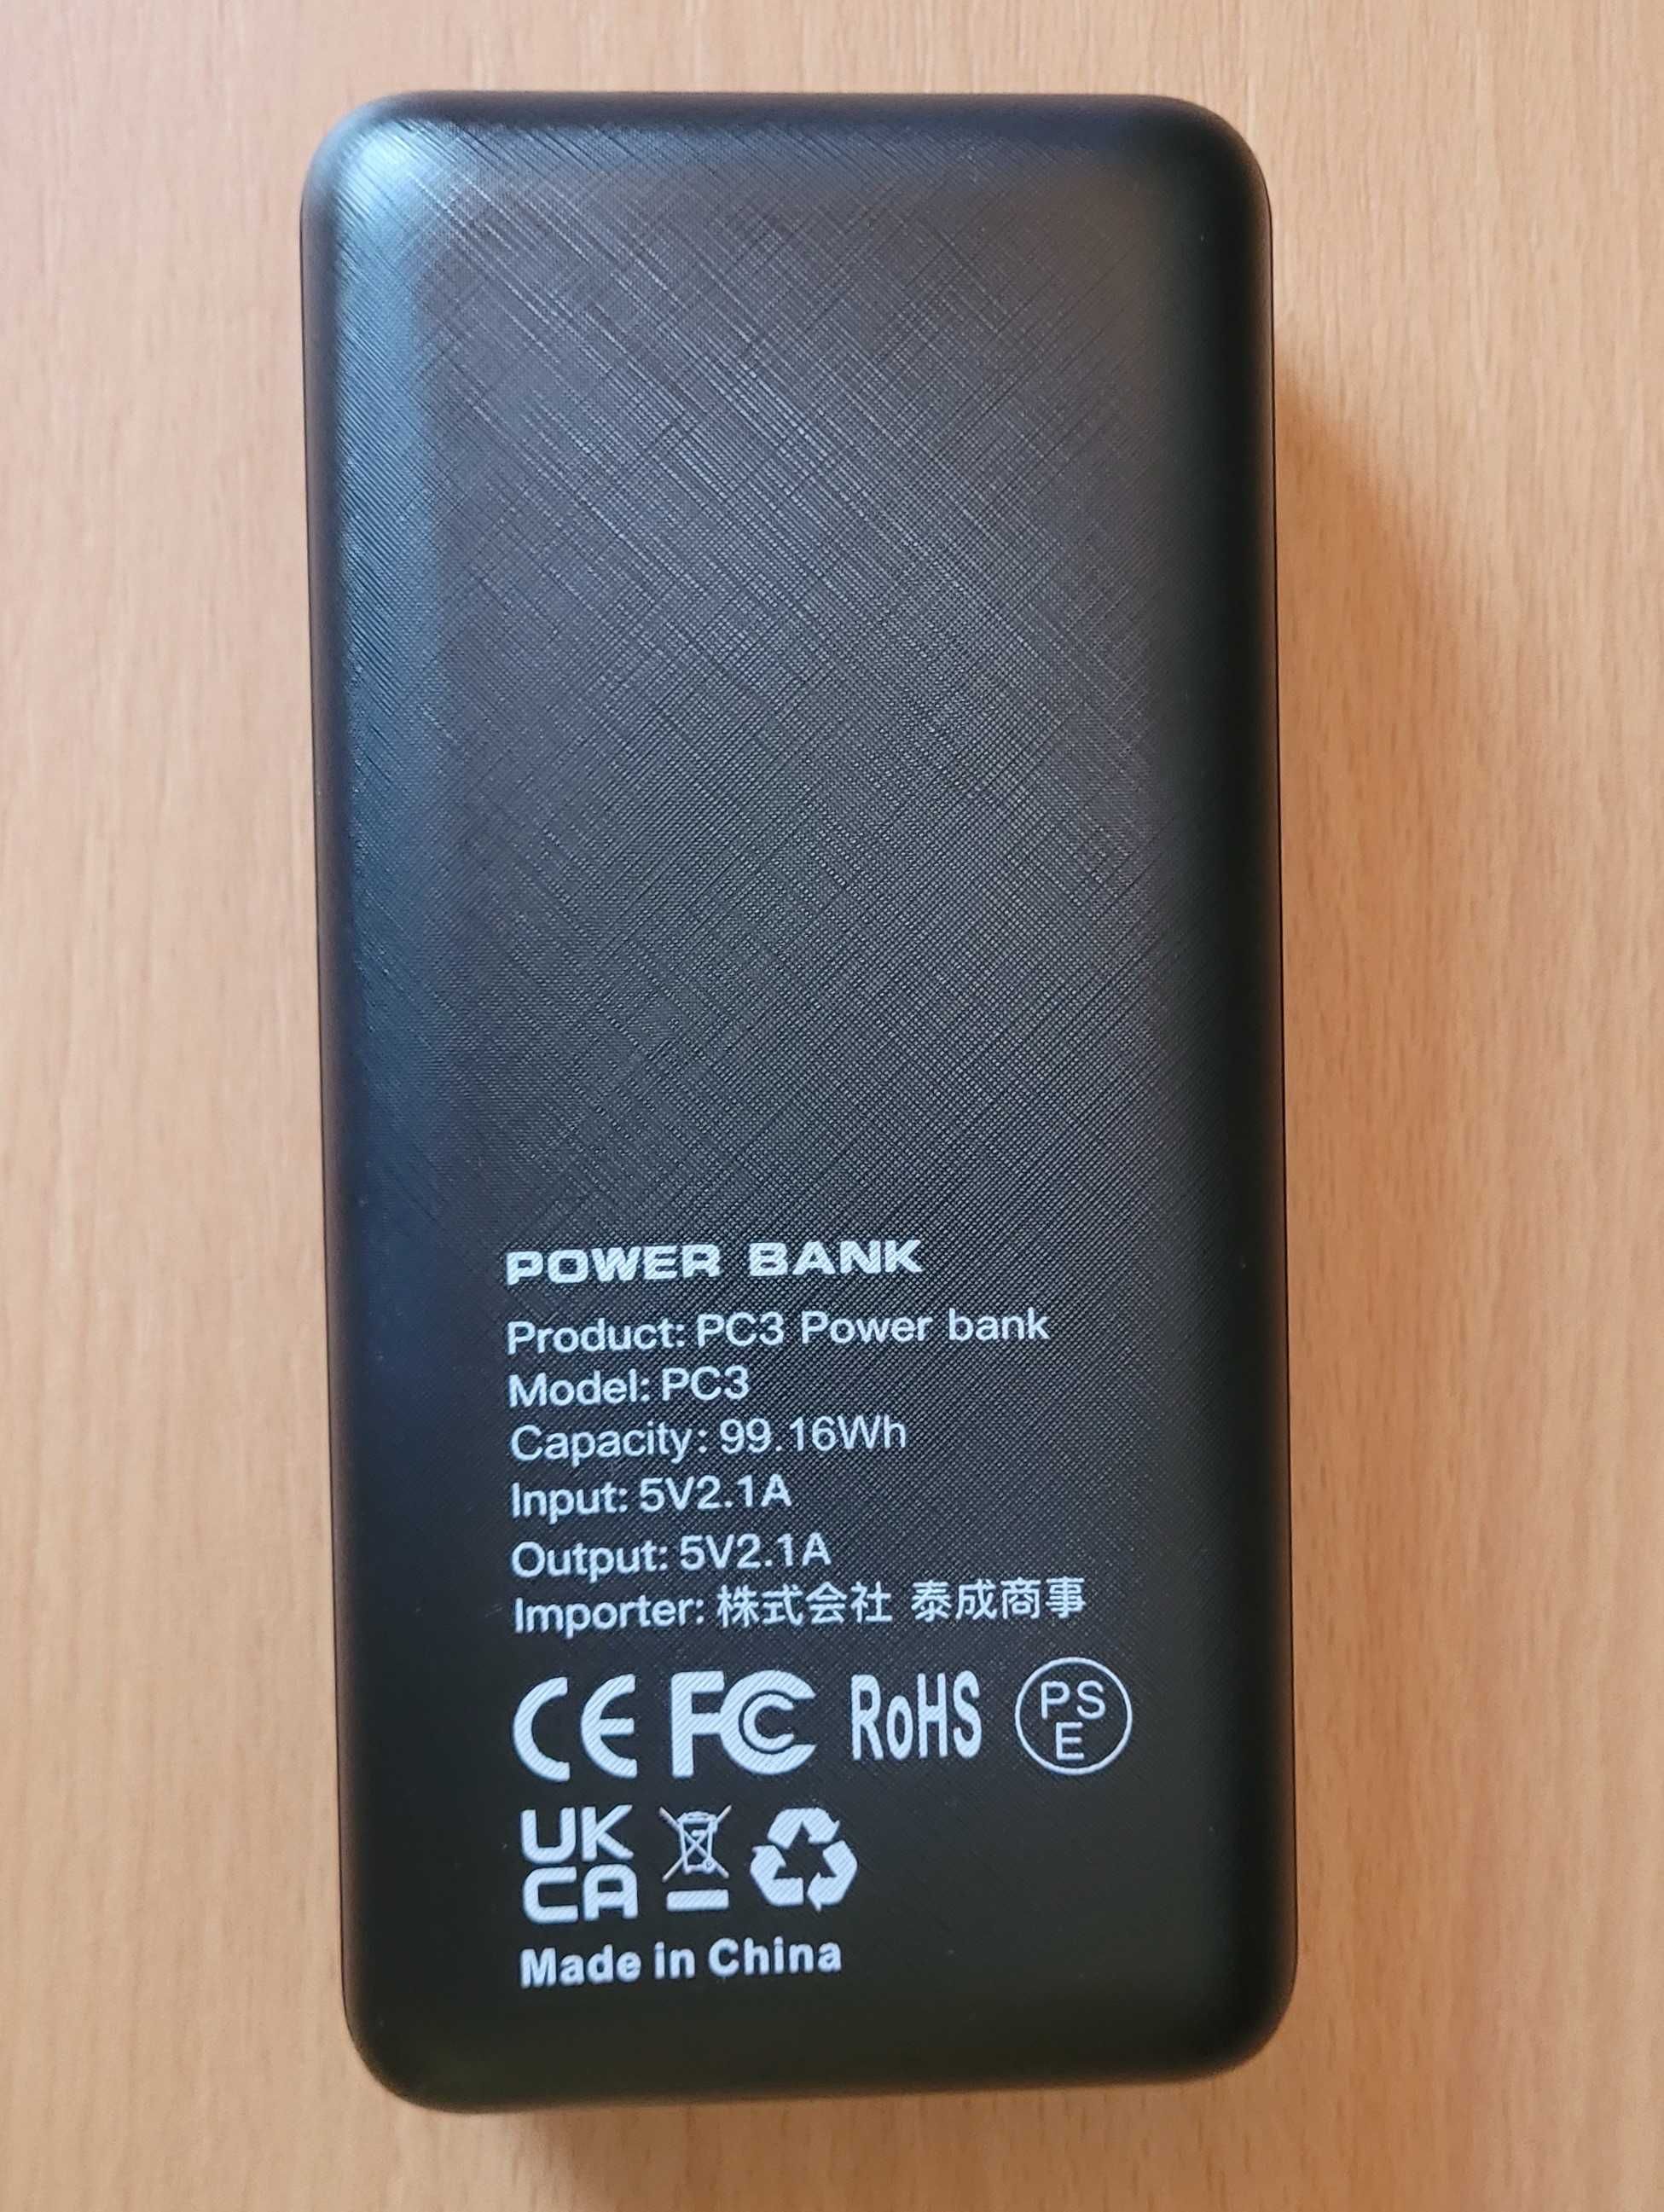 POWER BANK
Product: PC3 Power bank
Model: PC3
Capacity: 99.16Wh
Input: 5V2.1A
Output: 5V2.1A
Importer: 株式会社 泰成商事
CE FC RoHS PSE
UK
CA
Made in China